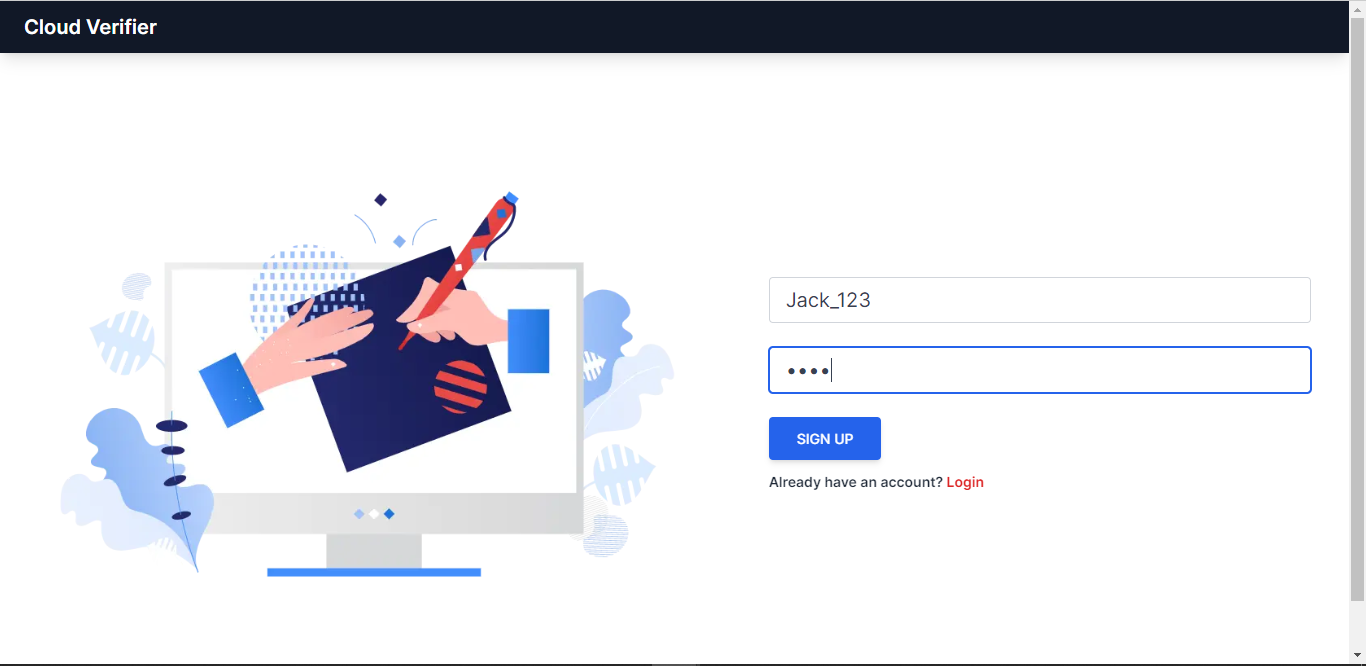 Cloud Verifier
Jack_123
••••
SIGN UP
Already have an account? Login